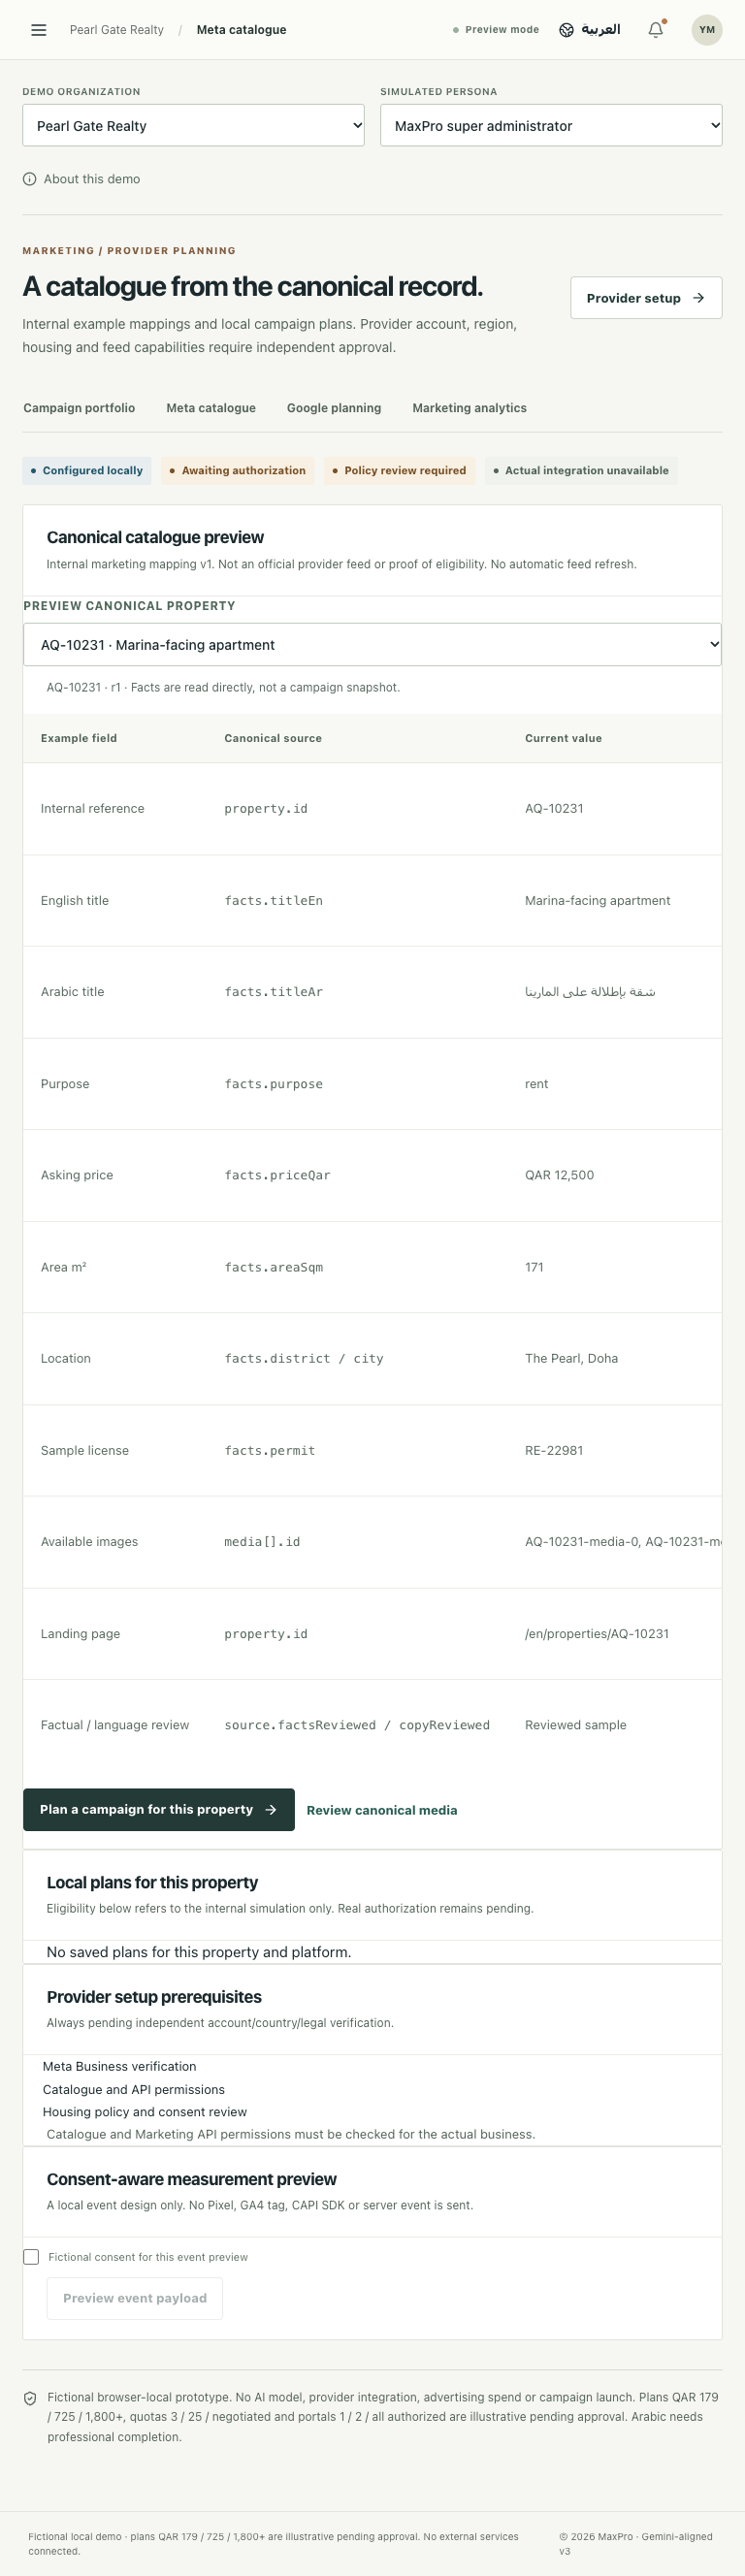 Pearl Gate Realty / Meta catalogue
Preview mode
العربية
YM
DEMO ORGANIZATION
Pearl Gate Realty
SIMULATED PERSONA
MaxPro super administrator
About this demo
MARKETING / PROVIDER PLANNING
A catalogue from the canonical record.
Internal example mappings and local campaign plans. Provider account, region,
housing and feed capabilities require independent approval.
Provider setup
Campaign portfolio
Meta catalogue
Google planning
Marketing analytics
Configured locally
Awaiting authorization
Policy review required
Actual integration unavailable
Canonical catalogue preview
Internal marketing mapping v1. Not an official provider feed or proof of eligibility. No automatic feed refresh.
PREVIEW CANONICAL PROPERTY
AQ-10231 · Marina-facing apartment
AQ-10231 · r1 · Facts are read directly, not a campaign snapshot.
Example field Canonical source Current value
Internal reference property.id AQ-10231
English title facts.titleEn Marina-facing apartment
Arabic title facts.titleAr شقة بإطلالة على المارينا
Purpose facts.purpose rent
Asking price facts.priceQar QAR 12,500
Area m² facts.areaSqm 171
Location facts.district / city The Pearl, Doha
Sample license facts.permit RE-22981
Available images media[].id AQ-10231-media-0,
Landing page property.id /en/properties/AQ-10231
Factual / language review source.factsReviewed / copyReviewed Reviewed sample
Plan a campaign for this property
Review canonical media
Local plans for this property
Eligibility below refers to the internal simulation only. Real authorization remains pending.
No saved plans for this property and platform.
Provider setup prerequisites
Always pending independent account/country/legal verification.
Meta Business verification
Catalogue and API permissions
Housing policy and consent review
Catalogue and Marketing API permissions must be checked for the actual business.
Consent-aware measurement preview
A local event design only. No Pixel, GA4 tag, CAPI SDK or server event is sent.
Fictional consent for this event preview
Preview event payload
Fictional browser-local prototype. No AI model, provider integration, advertising spend or campaign launch. Plans QAR 179
/ 725 / 1,800+, quotas 3 / 25 / negotiated and portals 1 / 2 / all authorized are illustrative pending approval. Arabic needs
professional completion.
Fictional local demo · plans QAR 179 / 725 / 1,800+ are illustrative pending approval. No external services
connected.
© 2026 MaxPro · Gemini-aligned
v3